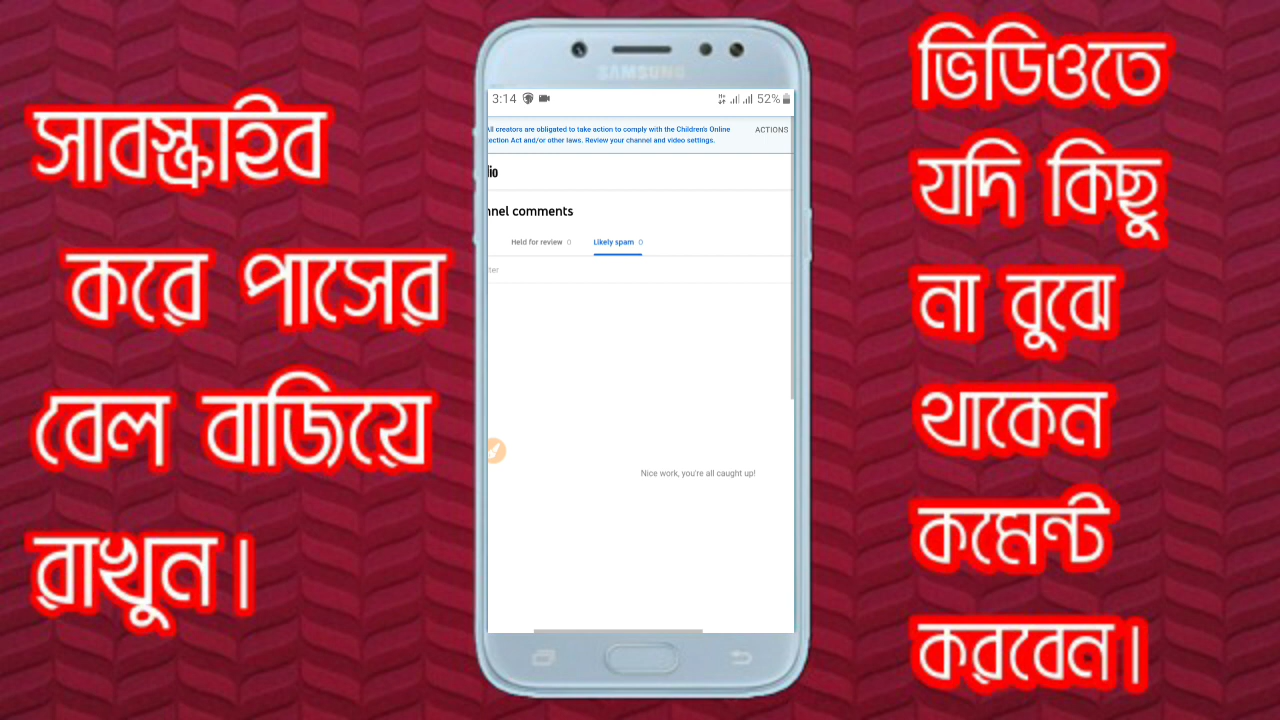 সাবস্ক্রাইব
করে পাসের
বেল বাজিয়ে
রাখুন।
SAMSUNG
3:14 52%
All creators are obligated to take action to comply with the Children's Online
ection Act and/or other laws. Review your channel and video settings.
ACTIONS
dio
nnel comments
Held for review 0 Likely spam 0
ter
Nice work, you're all caught up!
ভিডিওতে
যদি কিছু
না বুঝে
থাকেন
কমেন্ট
করবেন।